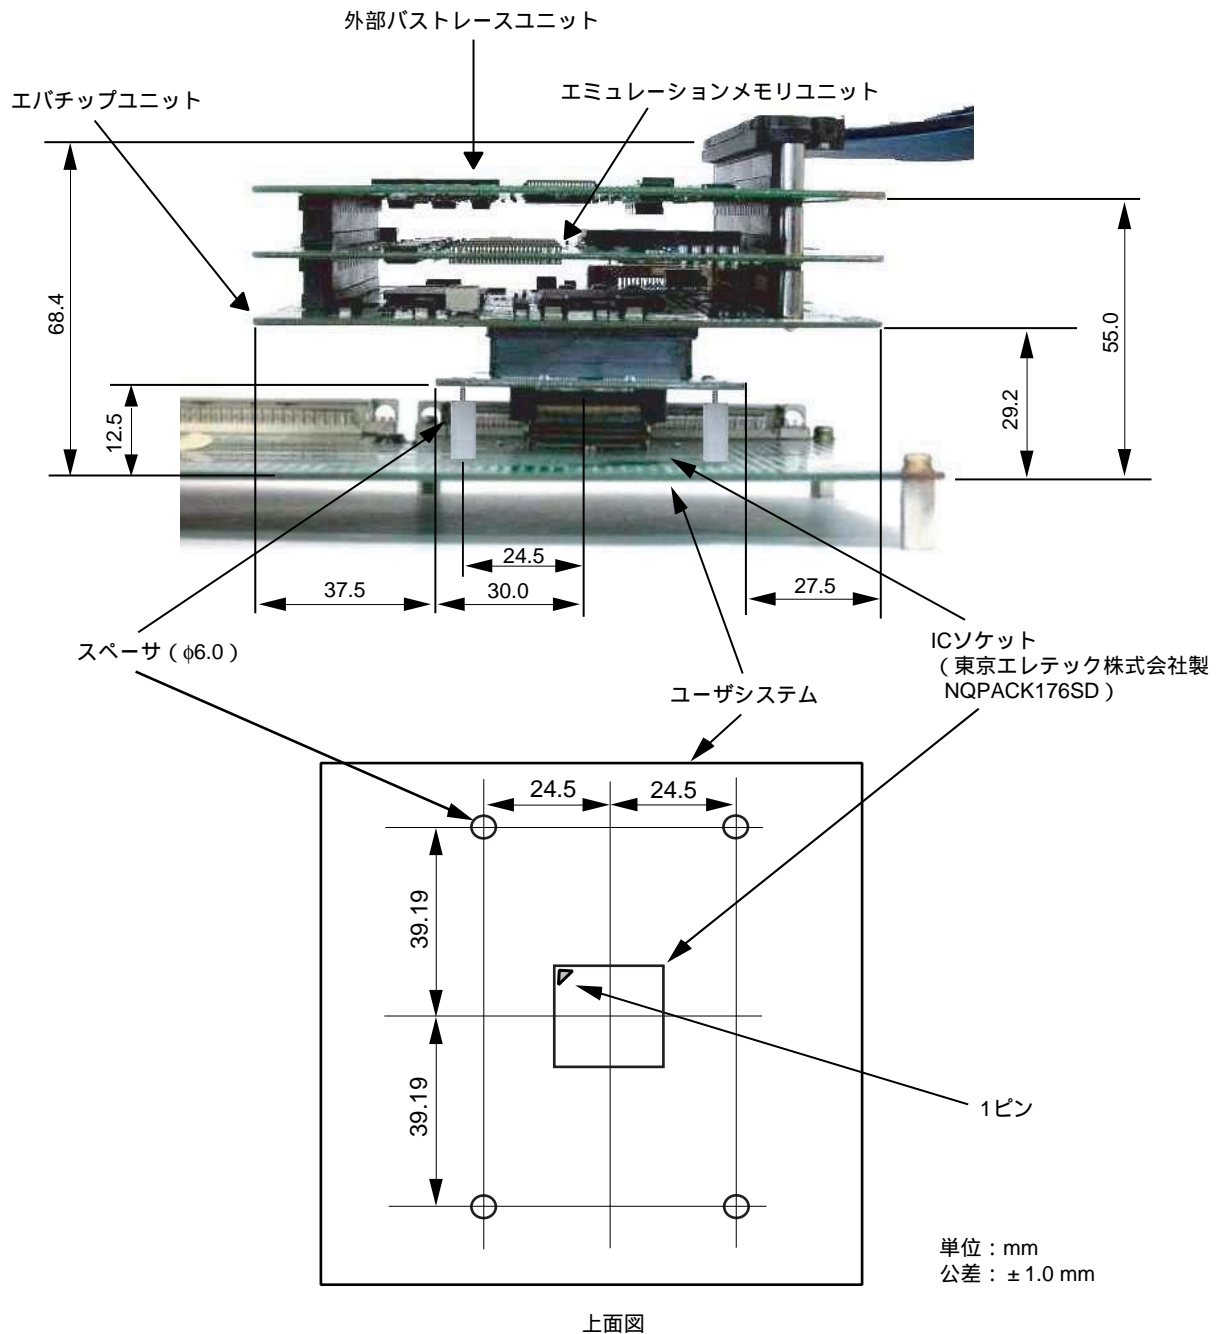 外部バストレースユニット
エバチップユニット
エミュレーションメモリユニット
68.4
12.5
55.0
29.2
24.5
37.5
30.0
27.5
スペーサ（φ6.0）
ICソケット
（東京エレテック株式会社製
NQPACK176SD）
ユーザシステム
24.5
24.5
39.19
39.19
1ピン
単位：mm
公差：±1.0 mm
上面図